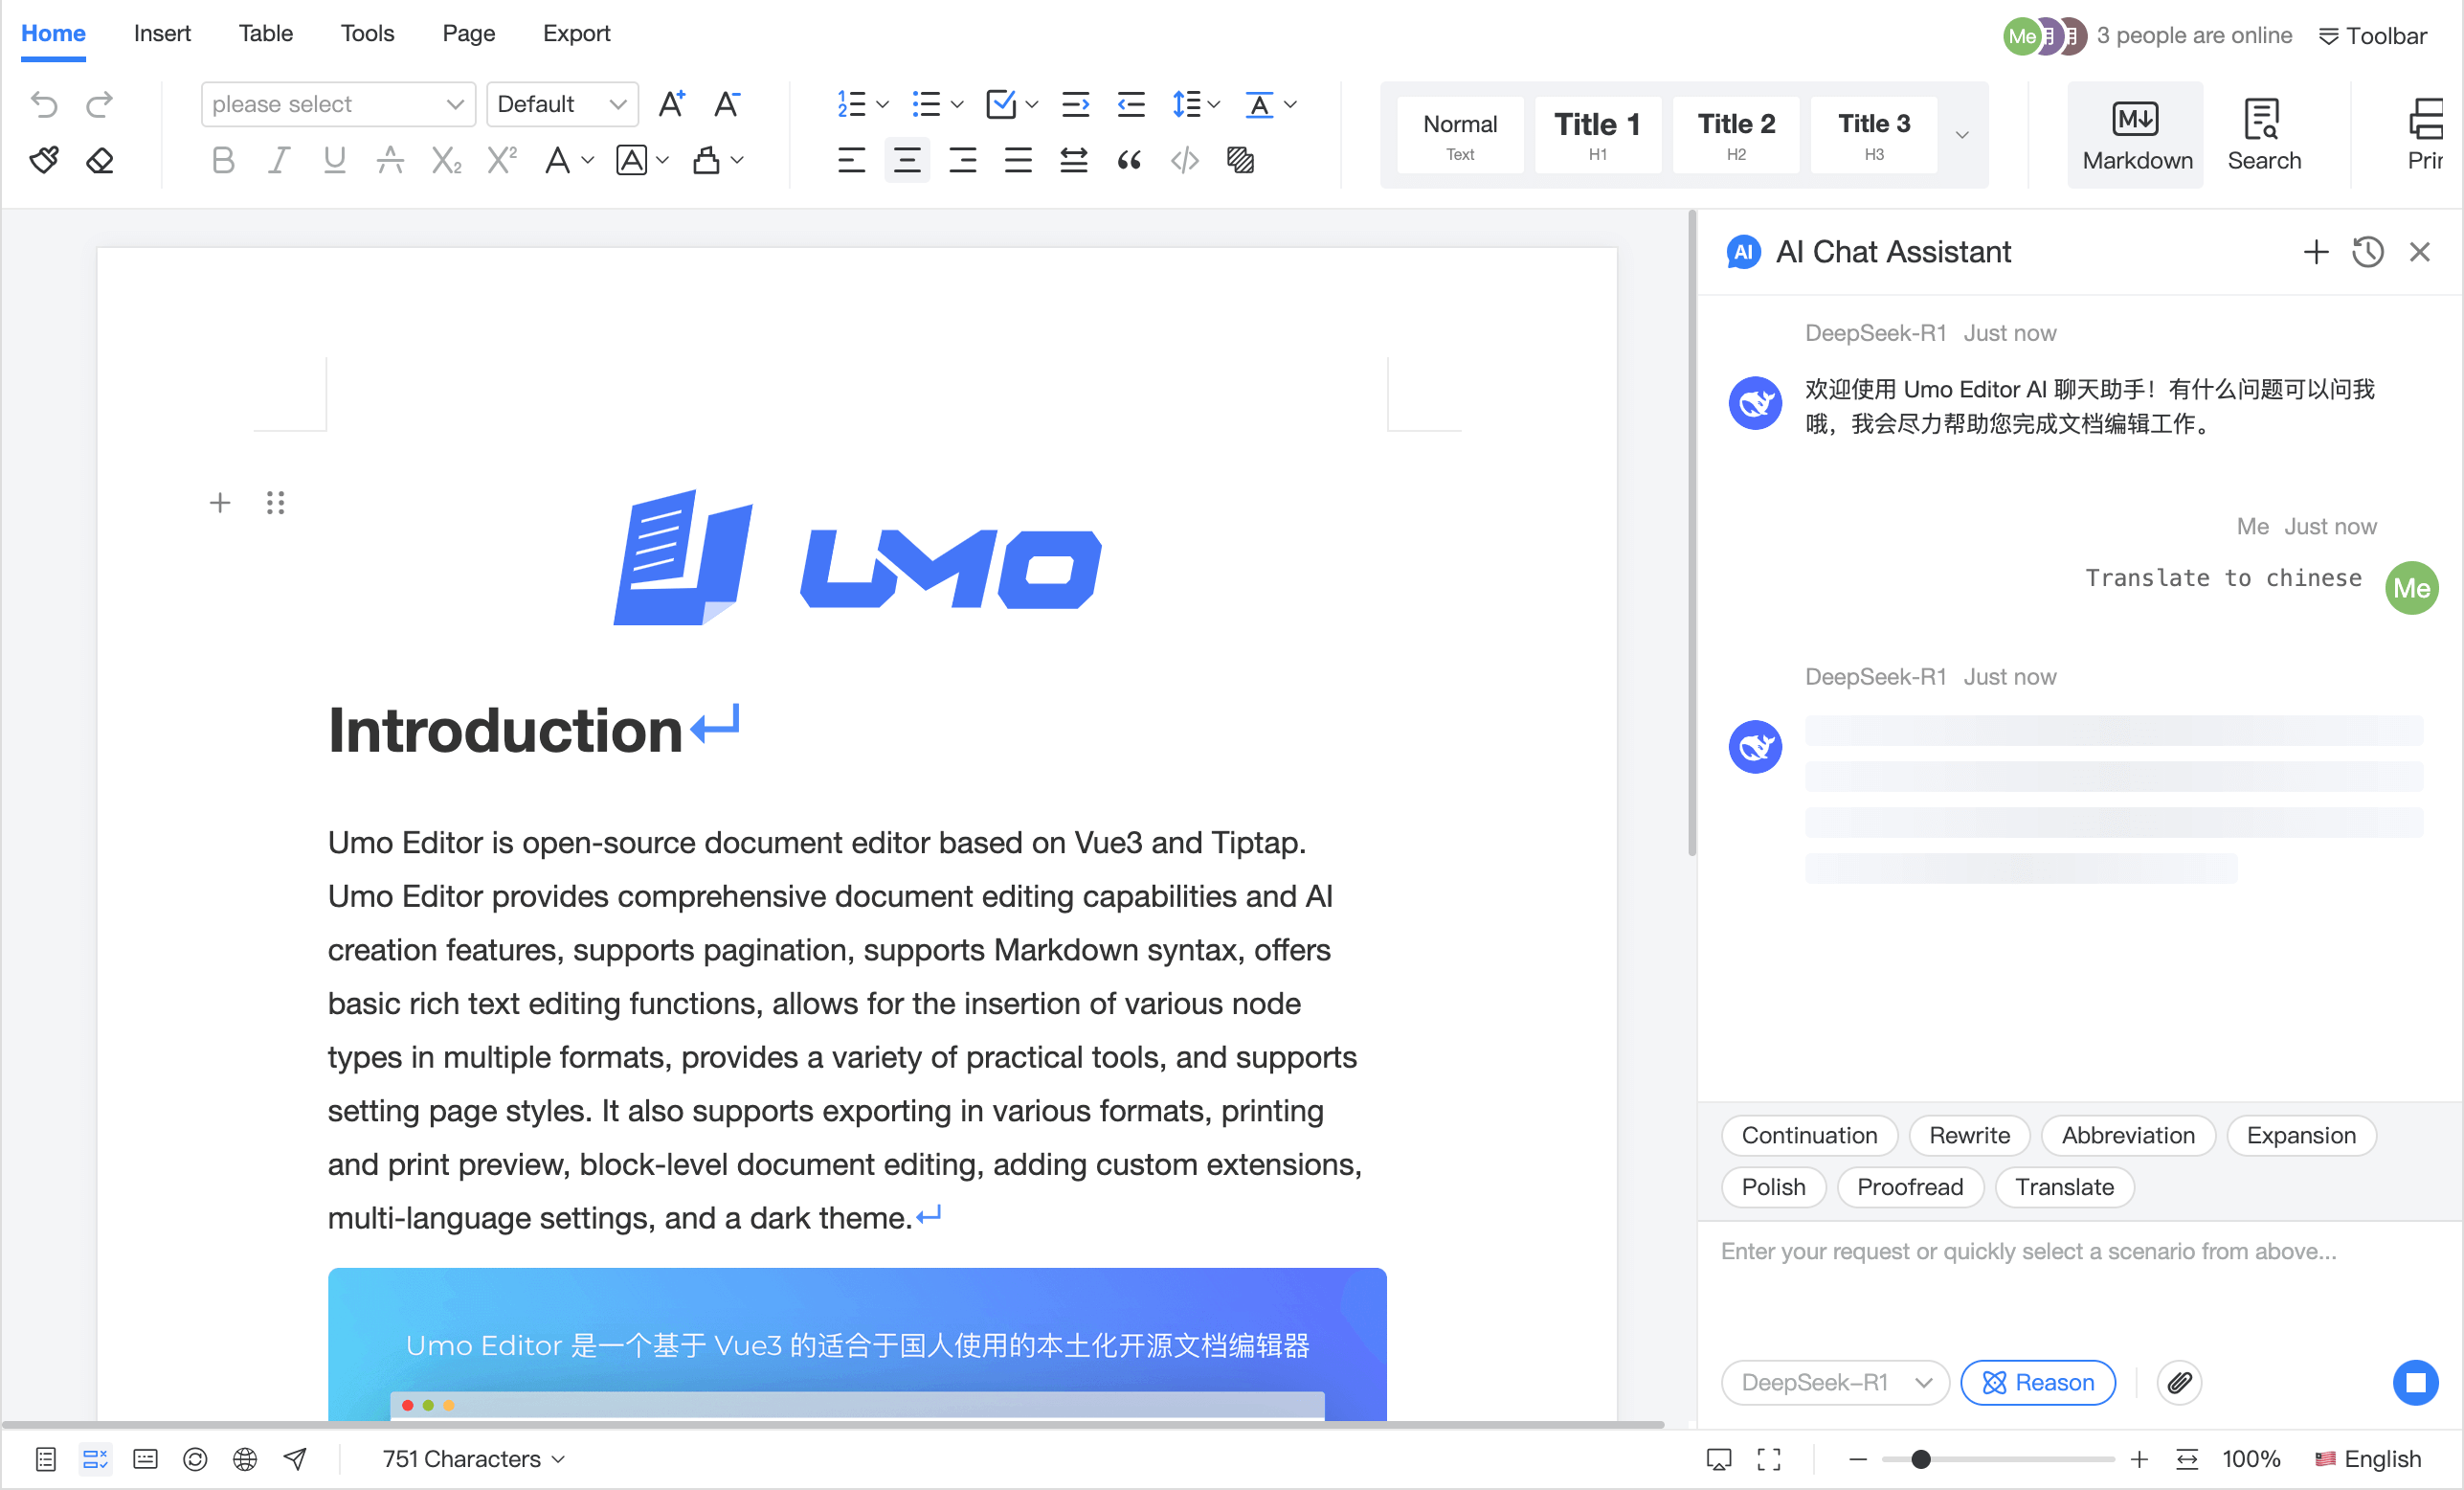 Home Insert Table Tools Page Export
Me 月 月 3 people are online Toolbar
please select Default
Normal Text
Title 1 H1
Title 2 H2
Title 3 H3
Markdown
Search
AI Chat Assistant
DeepSeek-R1 Just now
欢迎使用 Umo Editor AI 聊天助手！有什么问题可以问我
哦，我会尽力帮助您完成文档编辑工作。
Me Just now
Translate to chinese
Me
DeepSeek-R1 Just now
UMO
Introduction
Umo Editor is open-source document editor based on Vue3 and Tiptap.
Umo Editor provides comprehensive document editing capabilities and AI
creation features, supports pagination, supports Markdown syntax, offers
basic rich text editing functions, allows for the insertion of various node
types in multiple formats, provides a variety of practical tools, and supports
setting page styles. It also supports exporting in various formats, printing
and print preview, block-level document editing, adding custom extensions,
multi-language settings, and a dark theme.
Umo Editor 是一个基于 Vue3 的适合于国人使用的本土化开源文档编辑器
Continuation Rewrite Abbreviation Expansion
Polish Proofread Translate
Enter your request or quickly select a scenario from above...
DeepSeek-R1 Reason
751 Characters
100% English